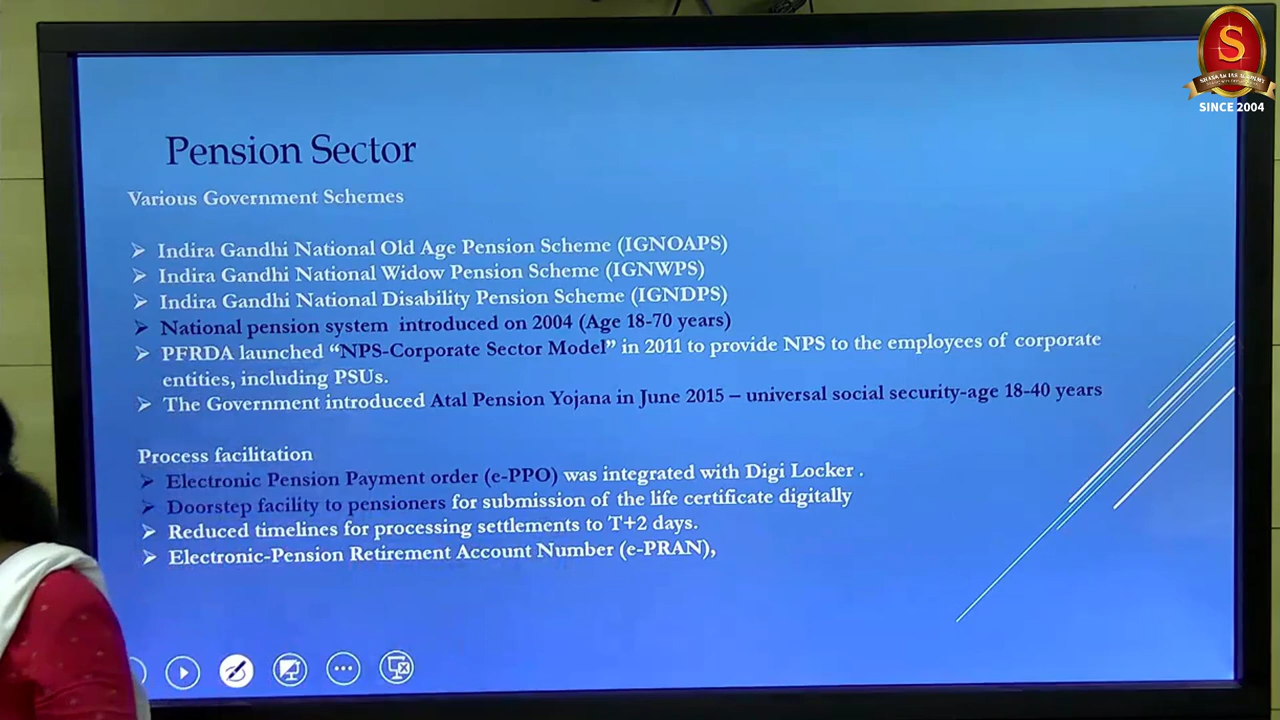 S
SHANKAR IAS ACADEMY
SINCE 2004
Pension Sector
Various Government Schemes
Indira Gandhi National Old Age Pension Scheme (IGNOAPS)
Indira Gandhi National Widow Pension Scheme (IGNWPS)
Indira Gandhi National Disability Pension Scheme (IGNDPS)
National pension system introduced on 2004 (Age 18-70 years)
PFRDA launched “NPS-Corporate Sector Model” in 2011 to provide NPS to the employees of corporate
entities, including PSUs.
The Government introduced Atal Pension Yojana in June 2015 – universal social security-age 18-40 years
Process facilitation
Electronic Pension Payment order (e-PPO) was integrated with Digi Locker .
Doorstep facility to pensioners for submission of the life certificate digitally
Reduced timelines for processing settlements to T+2 days.
Electronic-Pension Retirement Account Number (e-PRAN),